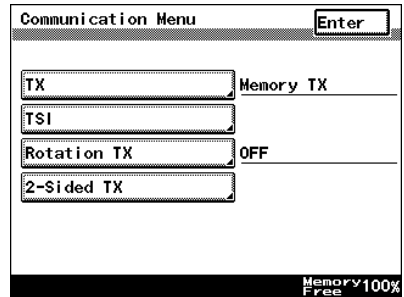 Communication Menu Enter
TX Memory TX
TSI
Rotation TX OFF
2-Sided TX
Memory Free 100%